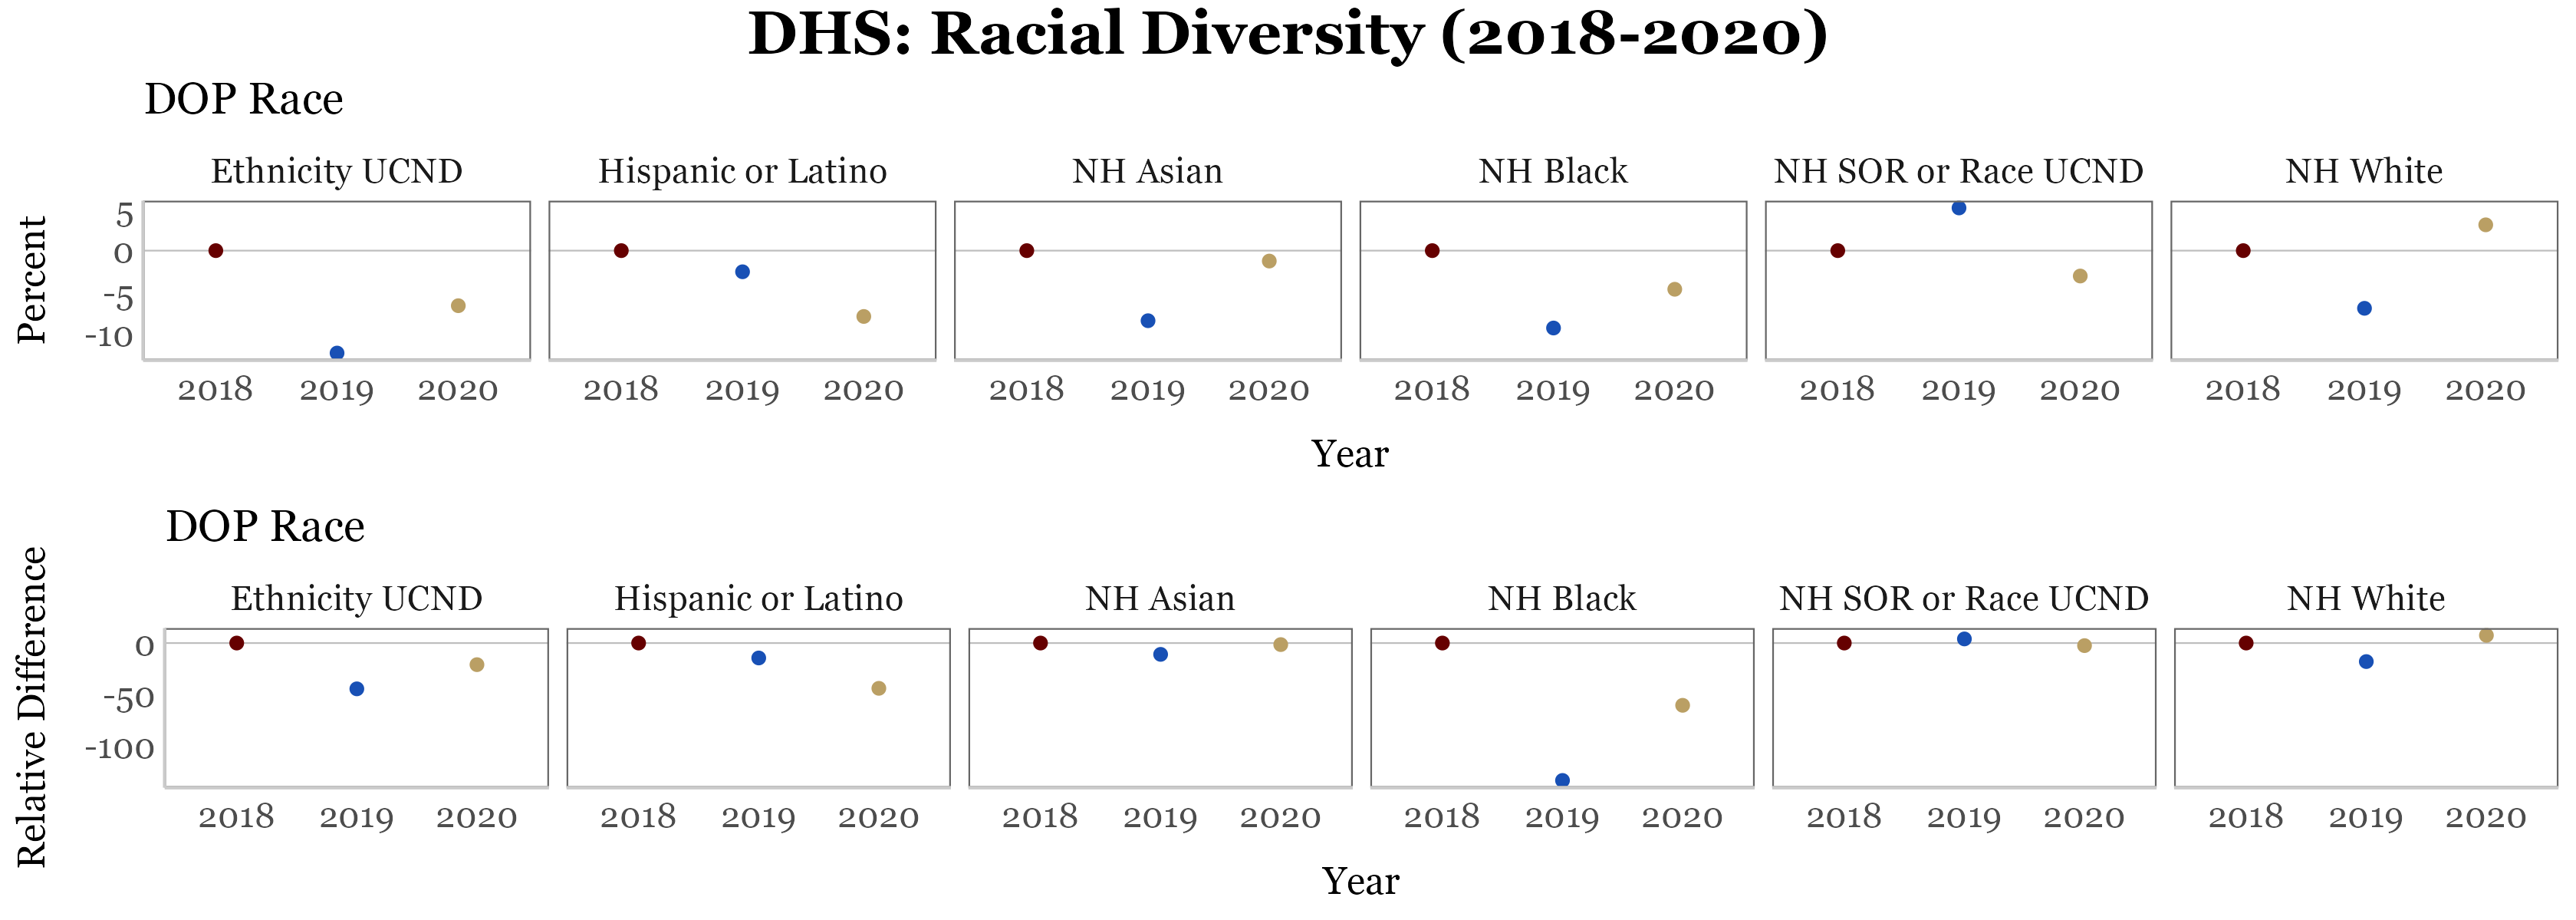 DHS: Racial Diversity (2018-2020)
DOP Race
Ethnicity UCND Hispanic or Latino NH Asian NH Black NH SOR or Race UCND NH White
Percent
5
0
-5
-10
2018 2019 2020 2018 2019 2020 2018 2019 2020 2018 2019 2020 2018 2019 2020 2018 2019 2020
Year
DOP Race
Ethnicity UCND Hispanic or Latino NH Asian NH Black NH SOR or Race UCND NH White
Relative Difference
0
-50
-100
2018 2019 2020 2018 2019 2020 2018 2019 2020 2018 2019 2020 2018 2019 2020 2018 2019 2020
Year